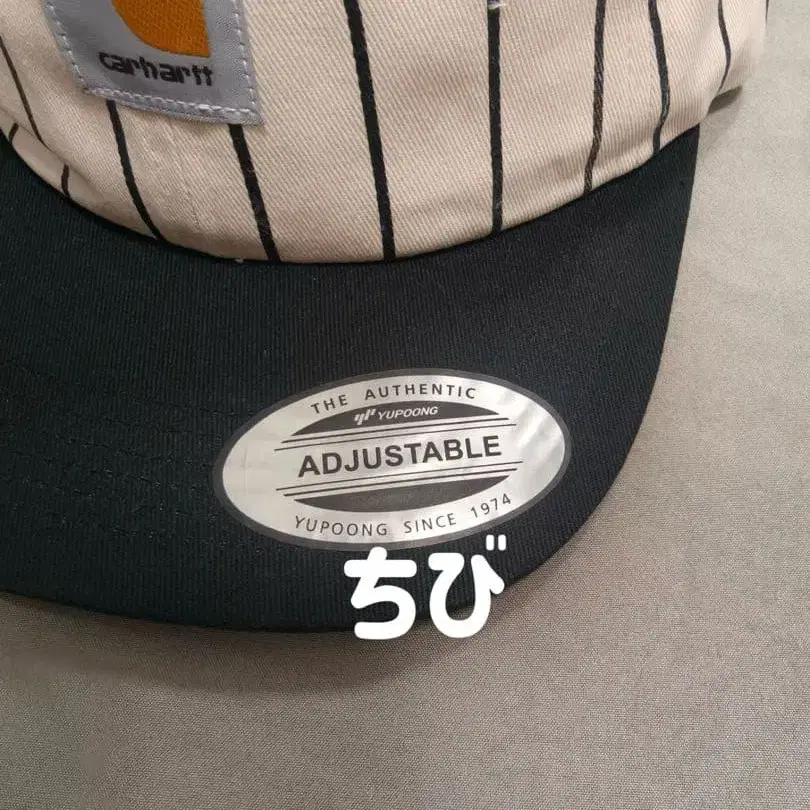 carhartt
THE AUTHENTIC
YUPOONG
ADJUSTABLE
YUPOONG SINCE 1974
ちび